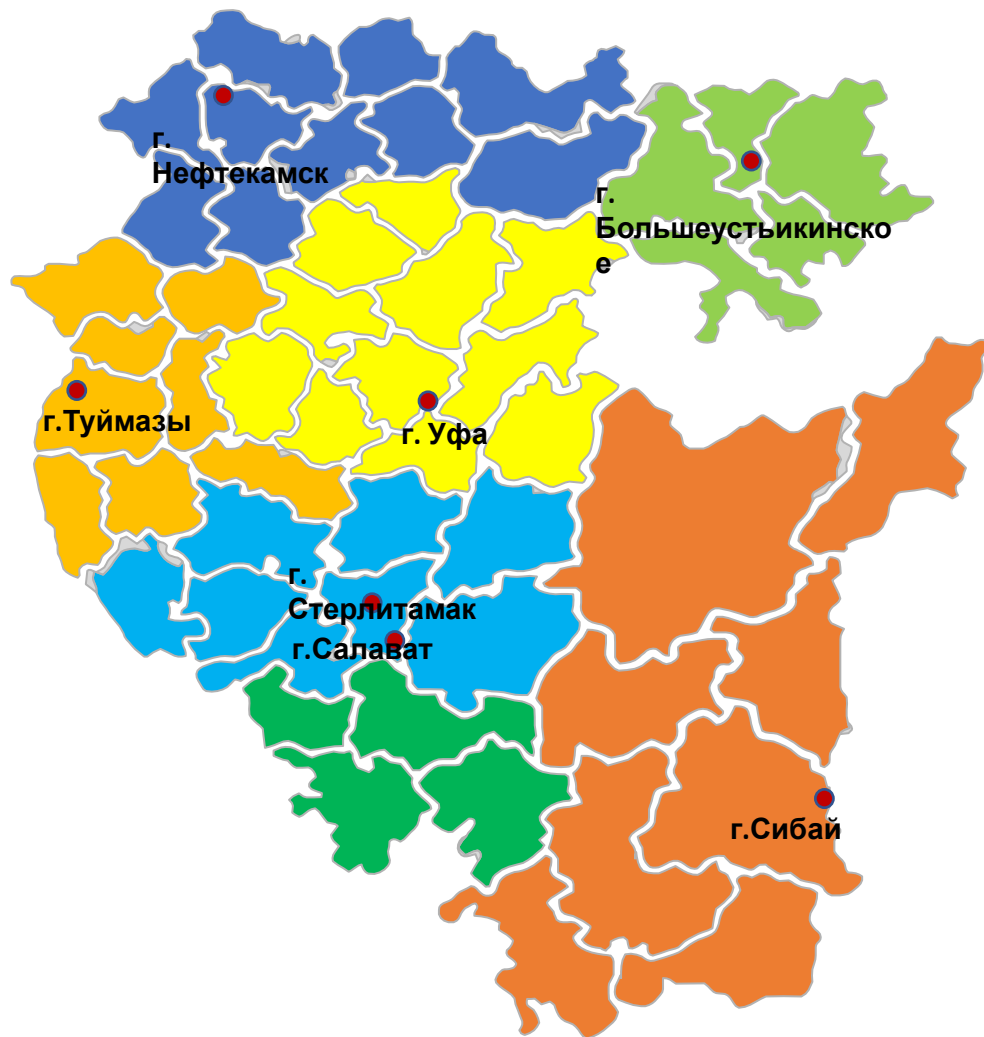 г.
Нефтекамск
г.
Большеустьикинско
е
г.Туймазы
г. Уфа
г.
Стерлитамак
г.Салават
г.Сибай